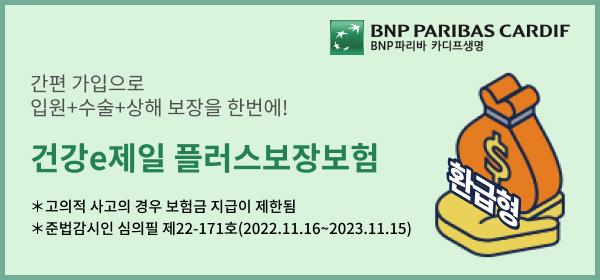 BNP PARIBAS CARDIF
BNP파리바 카디프생명
간편 가입으로
입원+수술+상해 보장을 한번에!
건강e제일 플러스보장보험
환급형
$
＊고의적 사고의 경우 보험금 지급이 제한됨
＊준법감시인 심의필 제22-171호(2022.11.16~2023.11.15)